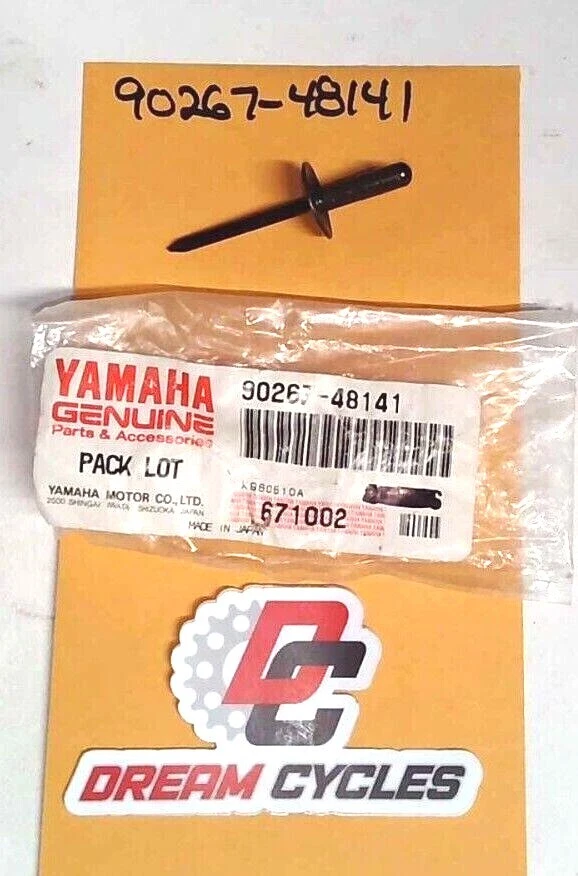 90267-48141
YAMAHA
GENUINE
Parts & Accessories
PACK LOT
YAMAHA MOTOR CO., LTD.
2500 SHINGAI IWATA SHIZUOKA JAPAN
MADE IN JAPAN
90267-48141
671002
DC
DREAM CYCLES